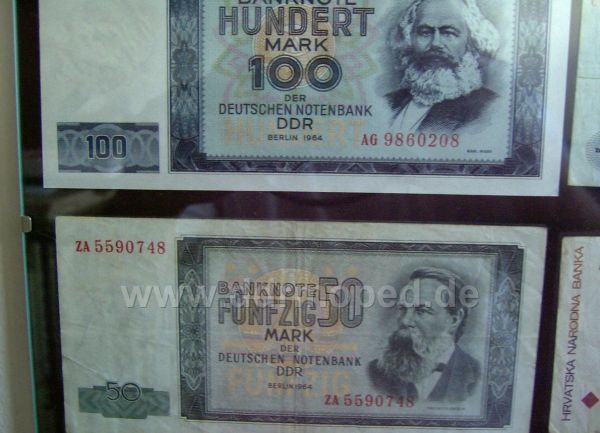 BANKNOTE
HUNDERT
MARK
100
DER
DEUTSCHEN NOTENBANK
DDR
BERLIN 1964
HUNDERT
100
AG 9860208
ZA 5590748
BANKNOTE
FÜNFZIG 50
MARK
DER
DEUTSCHEN NOTENBANK
DDR
BERLIN 1964
FÜNFZIG
50
ZA 5590748
HRVATSKA NARODNA BANKA